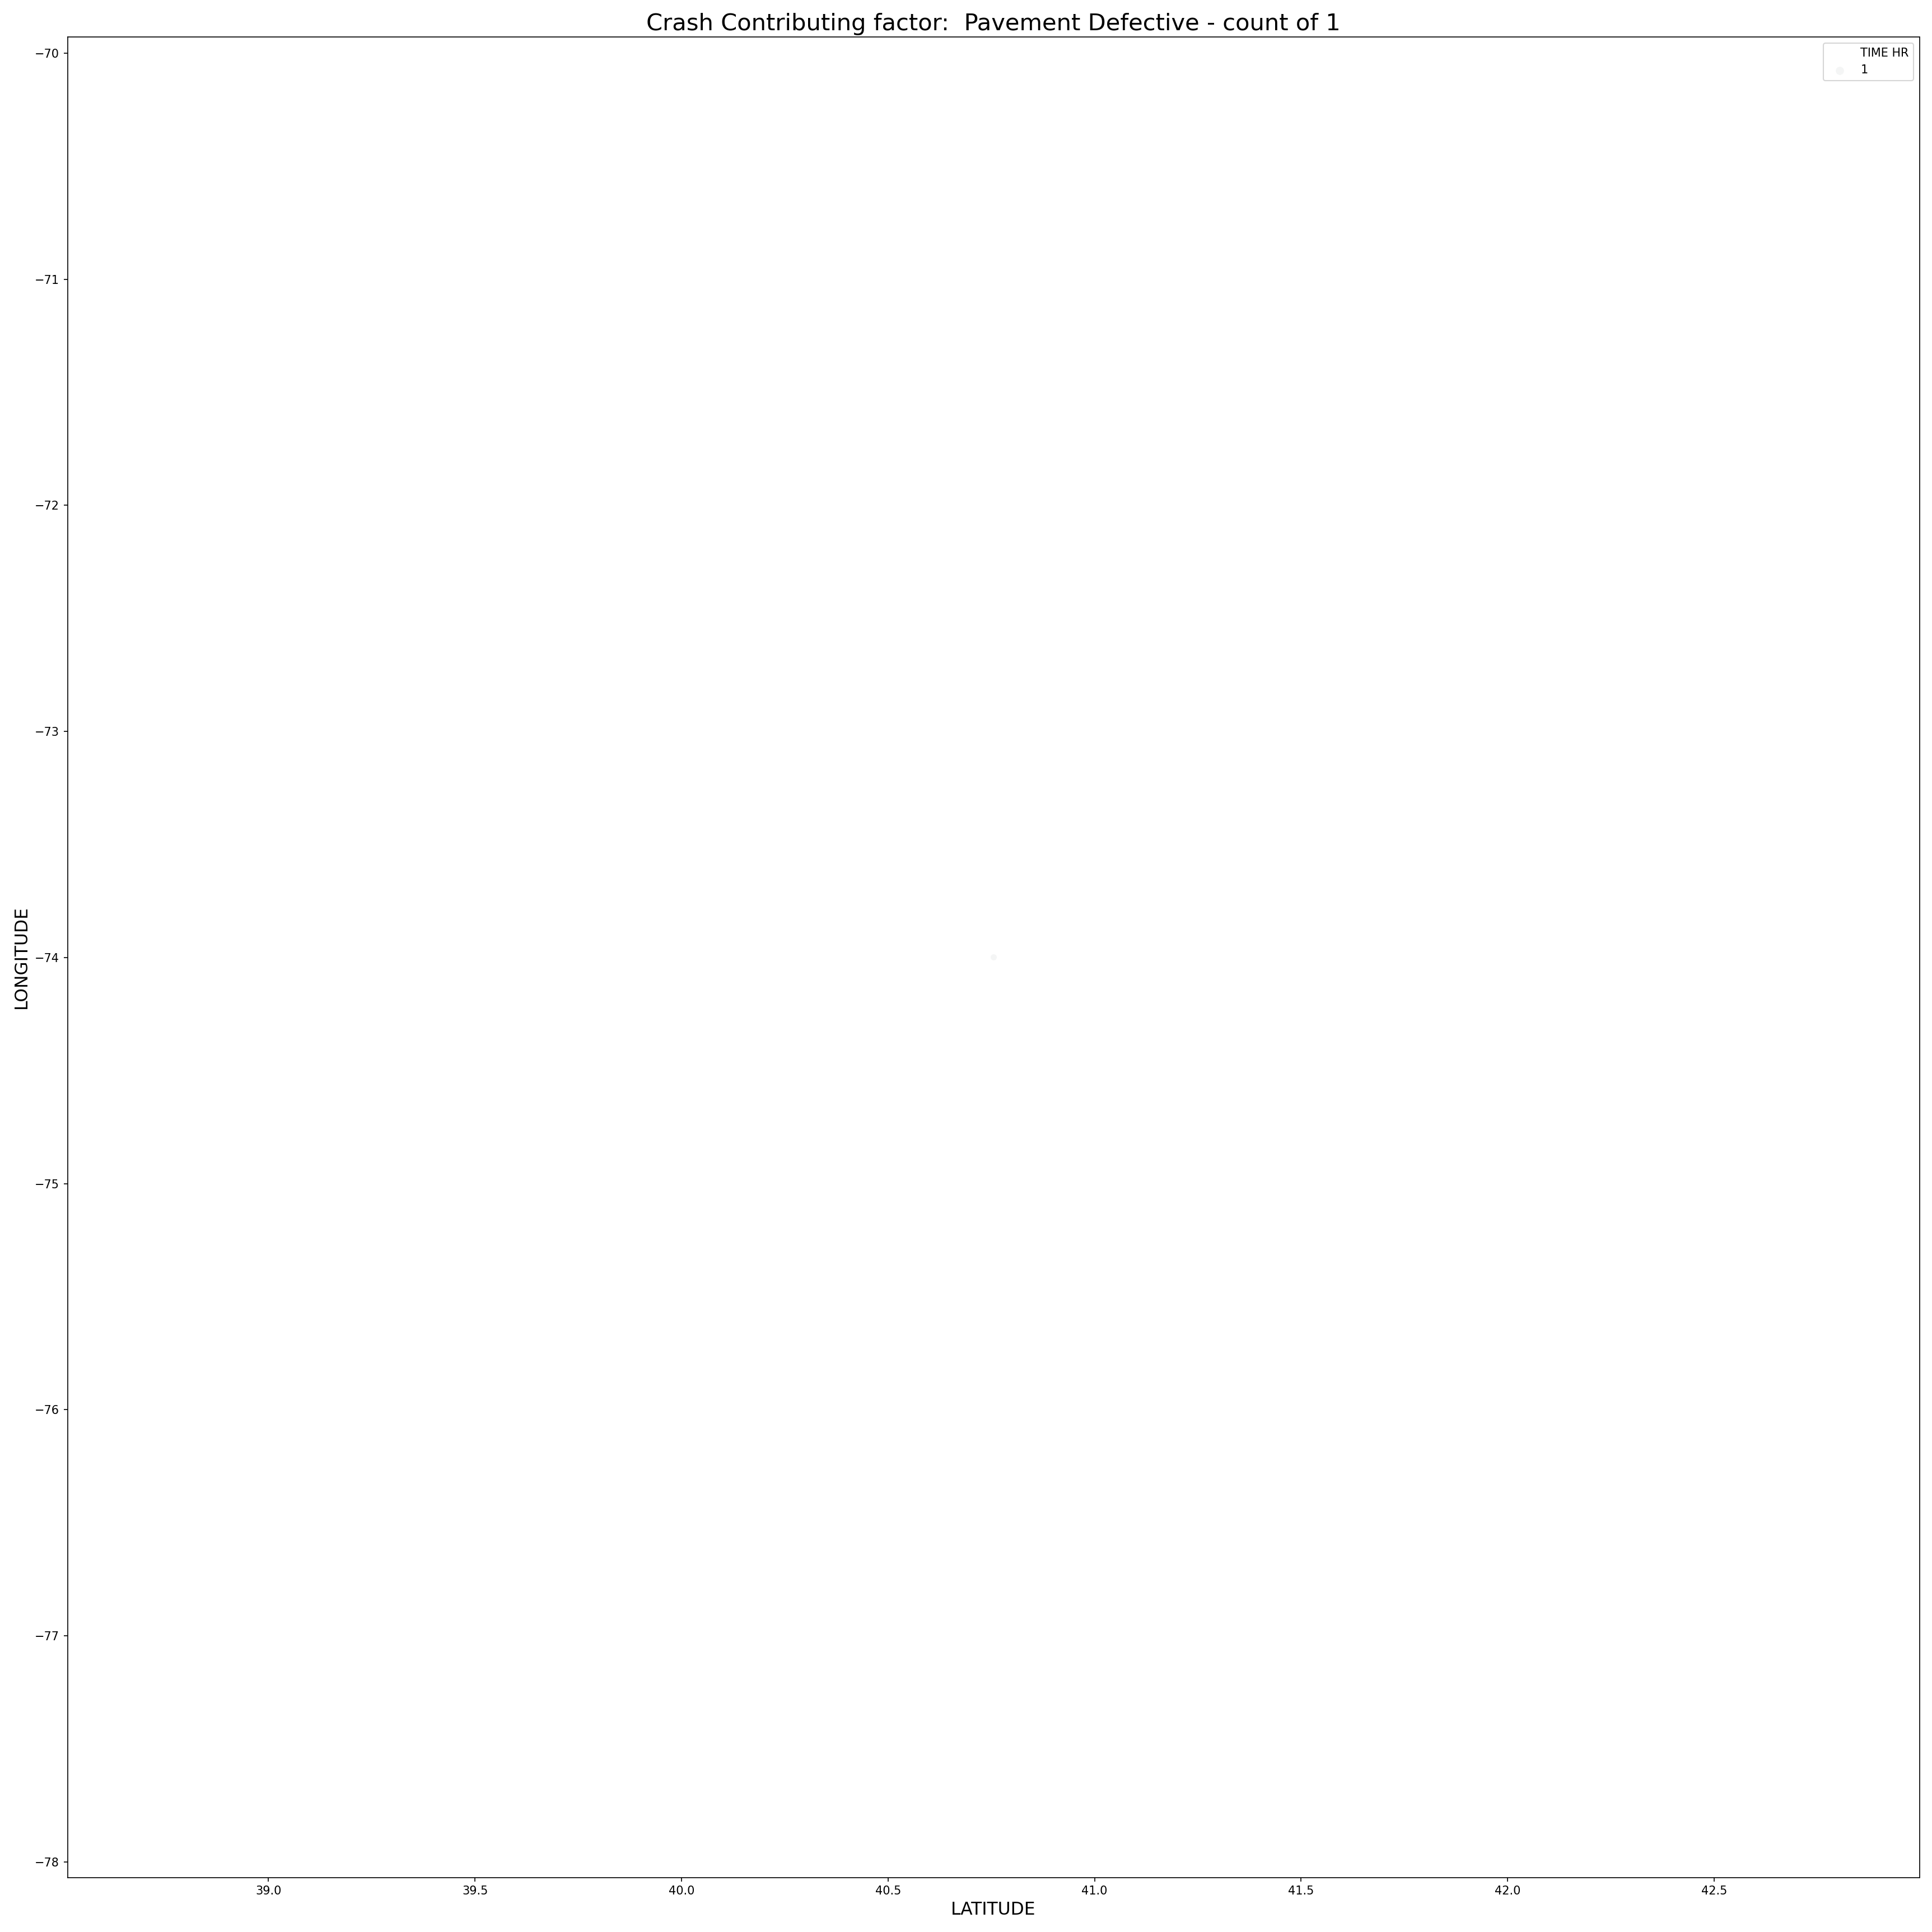 Crash Contributing factor:  Pavement Defective - count of 1
TIME HR
1
−70
−71
−72
−73
−74
−75
−76
−77
−78
LONGITUDE
39.0 39.5 40.0 40.5 41.0 41.5 42.0 42.5
LATITUDE